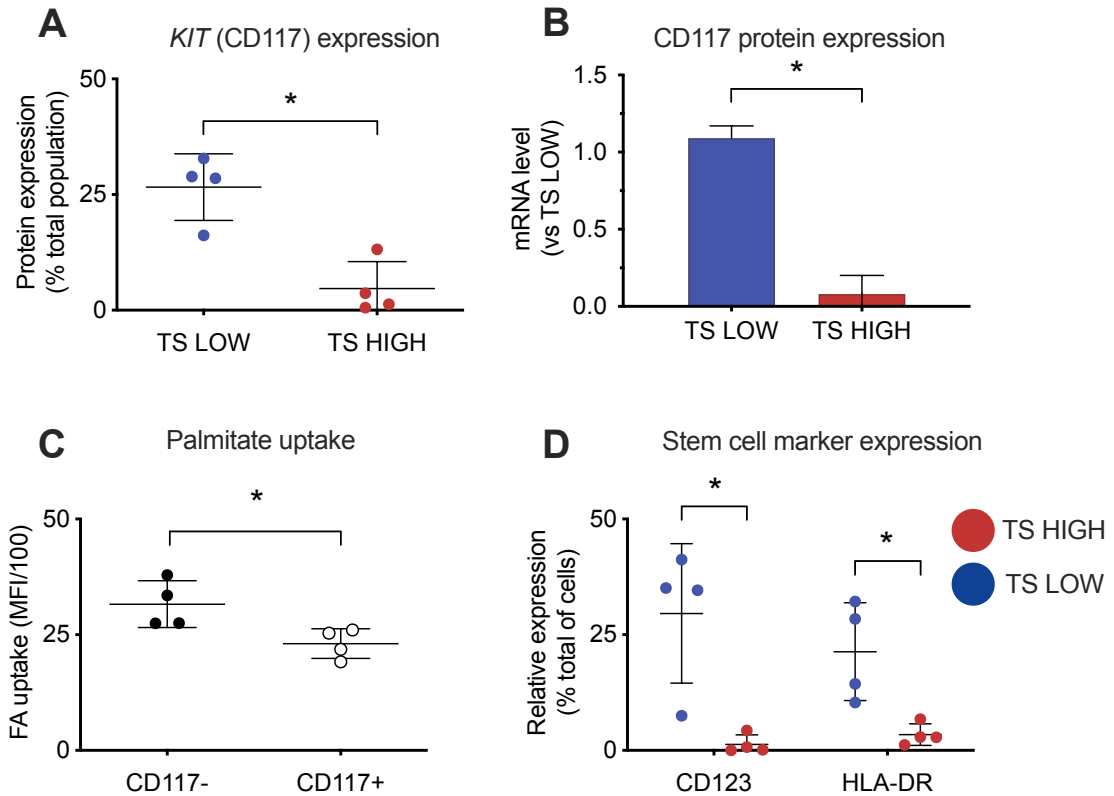 A
KIT (CD117) expression
Protein expression
(% total population)
50
25
0
*
TS LOW
TS HIGH
B
CD117 protein expression
mRNA level
(vs TS LOW)
1.5
1.0
0.5
0.0
*
TS LOW
TS HIGH
C
Palmitate uptake
FA uptake (MFI/100)
50
25
0
*
CD117-
CD117+
D
Stem cell marker expression
Relative expression
(% total of cells)
50
25
0
*
*
CD123
HLA-DR
TS HIGH
TS LOW